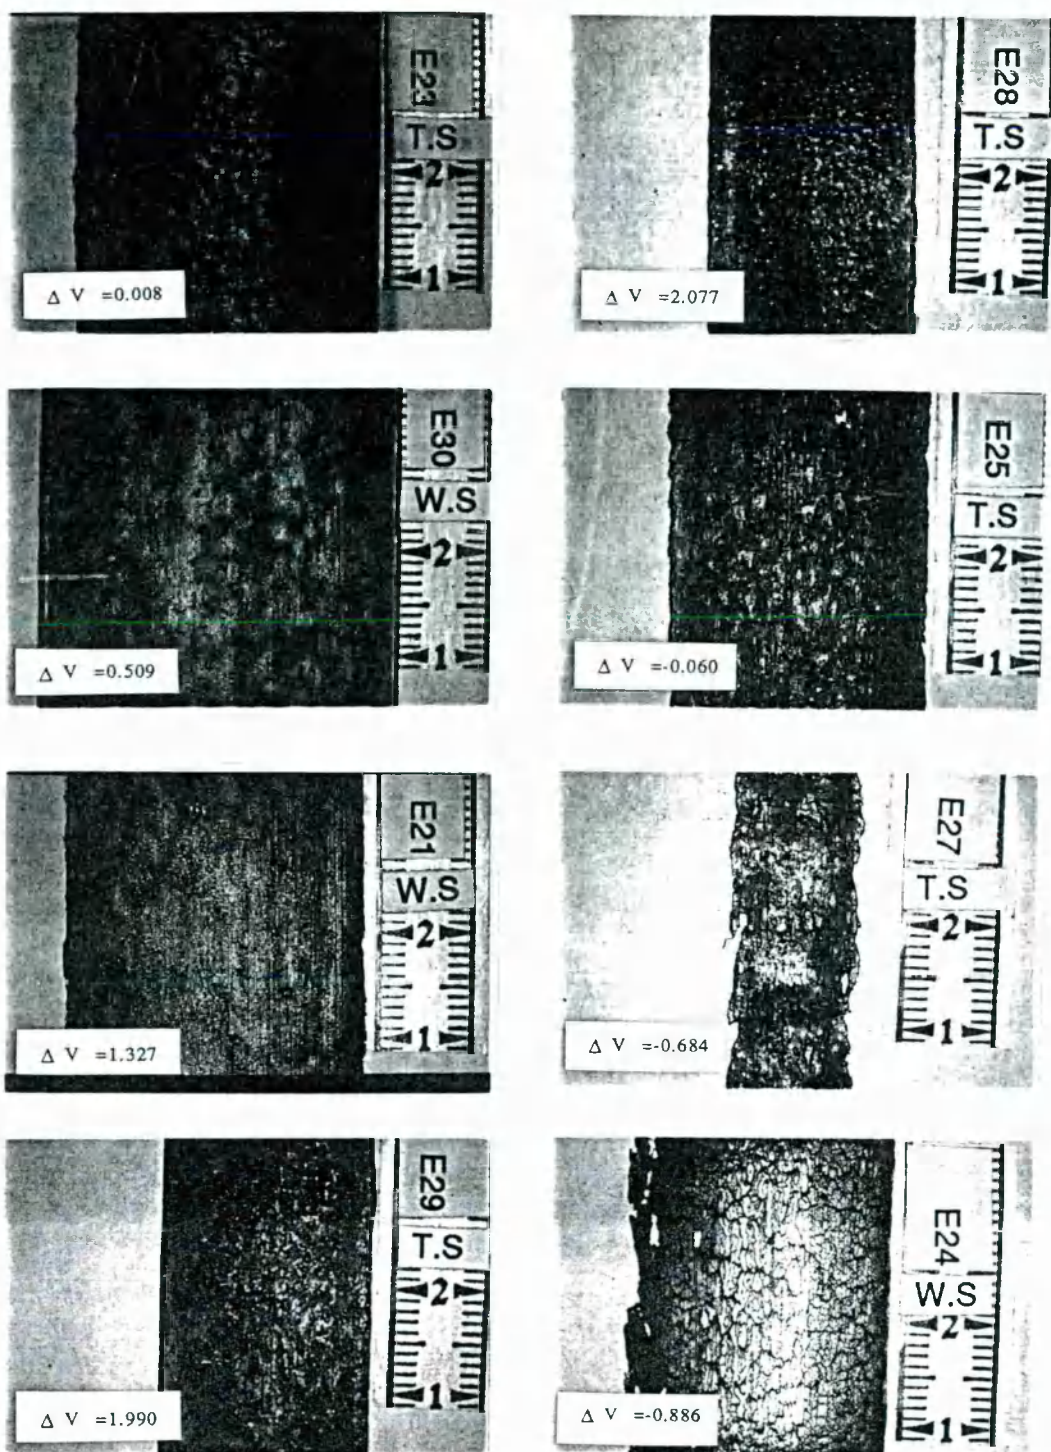 E23
T.S
2
1
Δ V =0.008
E28
T.S
2
1
Δ V =2.077
E30
W.S
2
1
Δ V =0.509
E25
T.S
2
1
Δ V =-0.060
E21
W.S
2
1
Δ V =1.327
E27
T.S
2
1
Δ V =-0.684
E29
T.S
2
1
Δ V =1.990
E24
W.S
2
1
Δ V =-0.886